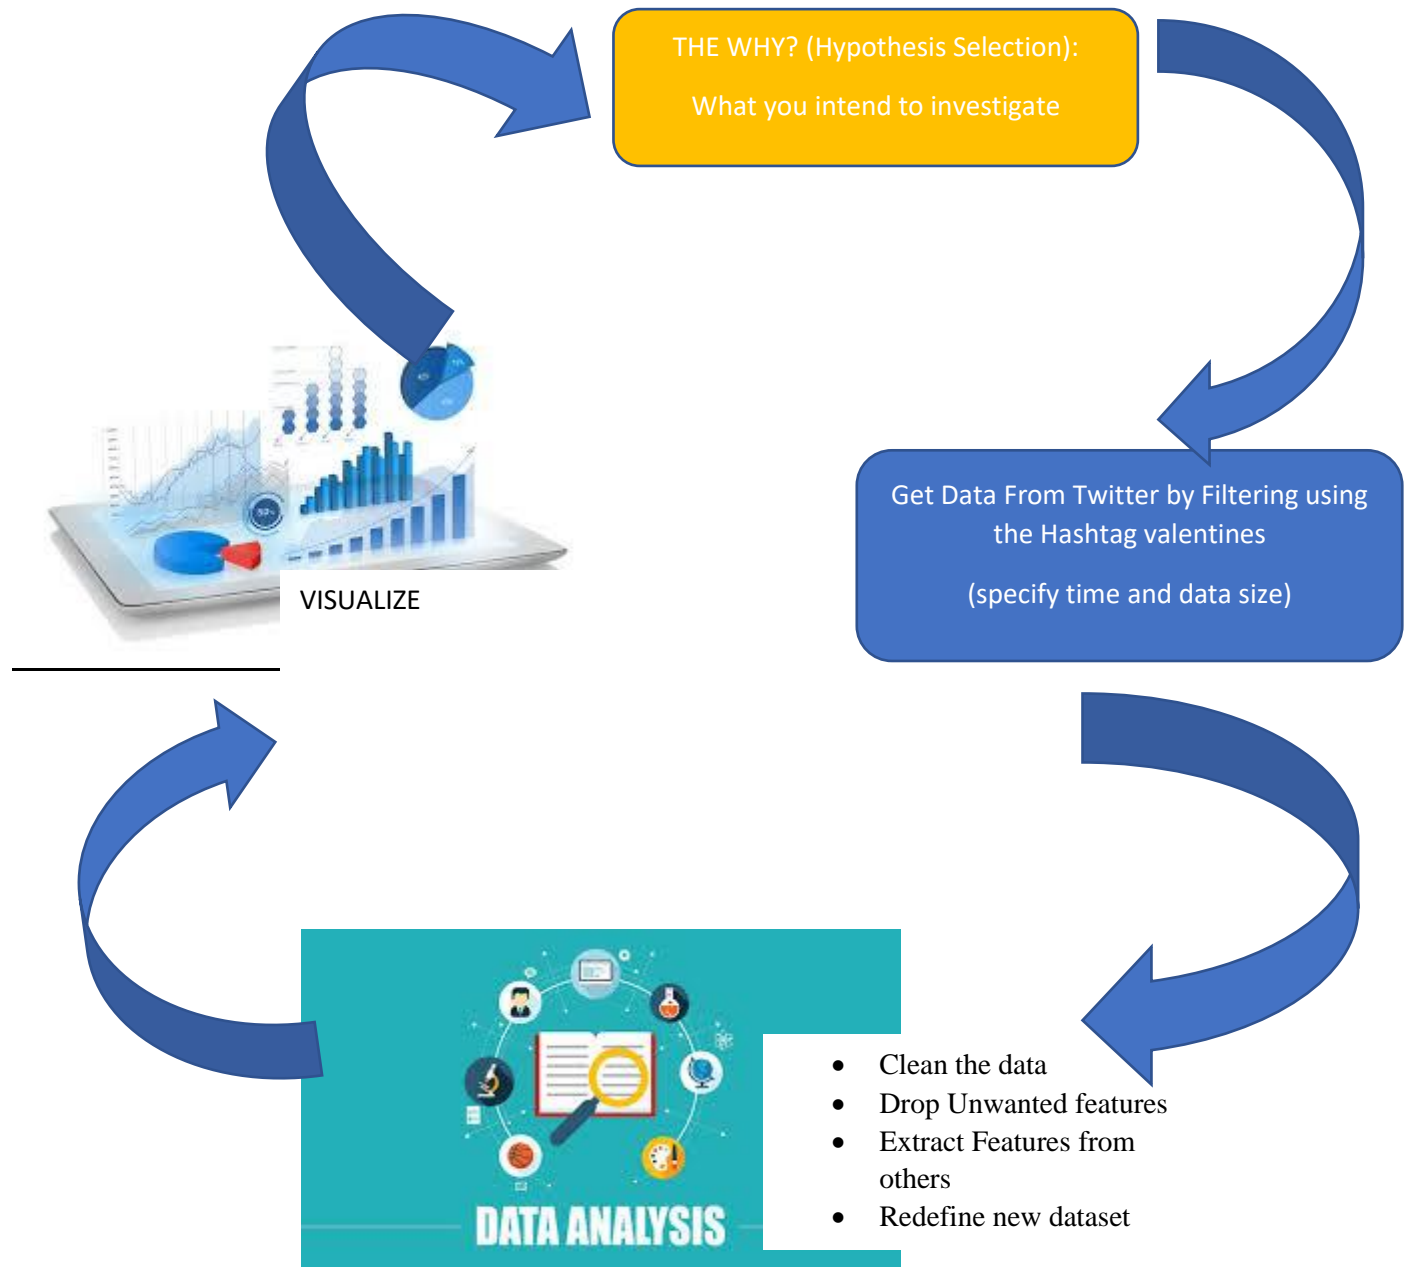 THE WHY? (Hypothesis Selection):
What you intend to investigate
Get Data From Twitter by Filtering using
the Hashtag valentines
(specify time and data size)
VISUALIZE
• Clean the data
• Drop Unwanted features
• Extract Features from
others
• Redefine new dataset
DATA ANALYSIS